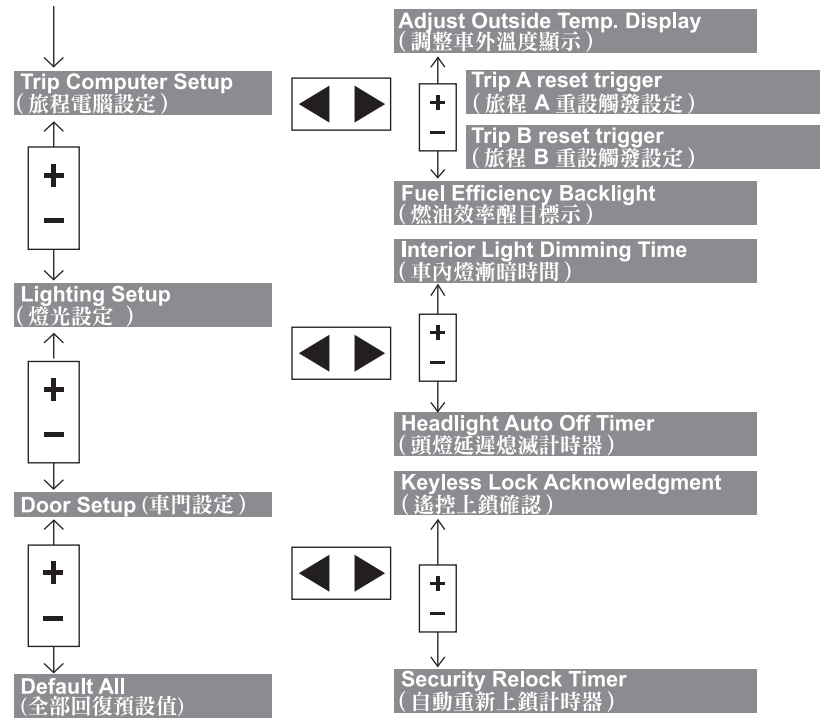 Adjust Outside Temp. Display
(調整車外溫度顯示)
Trip Computer Setup
(旅程電腦設定)
Trip A reset trigger
(旅程 A 重設觸發設定)
+
−
Trip B reset trigger
(旅程 B 重設觸發設定)
+
−
Fuel Efficiency Backlight
(燃油效率醒目標示)
Interior Light Dimming Time
(車內燈漸暗時間)
Lighting Setup
(燈光設定 )
+
−
Headlight Auto Off Timer
(頭燈延遲熄滅計時器)
+
−
Keyless Lock Acknowledgment
(遙控上鎖確認)
Door Setup (車門設定)
+
−
+
−
Security Relock Timer
(自動重新上鎖計時器)
Default All
(全部回復預設值)